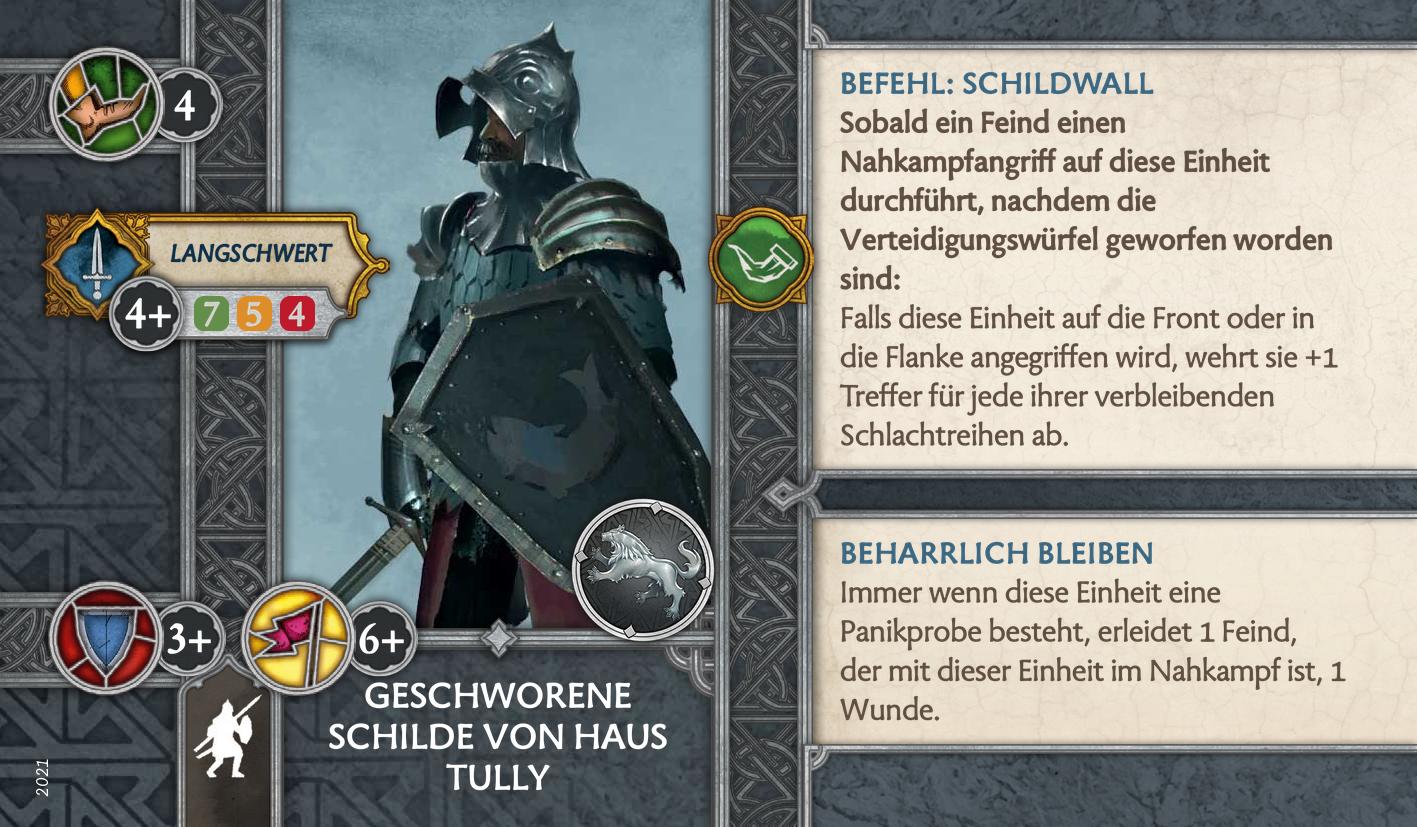 4
LANGSCHWERT
4+ 7 5 4
3+
6+
GESCHWORENE
SCHILDE VON HAUS
TULLY
2021
BEFEHL: SCHILDWALL
Sobald ein Feind einen
Nahkampfangriff auf diese Einheit
durchführt, nachdem die
Verteidigungswürfel geworfen worden
sind:
Falls diese Einheit auf die Front oder in
die Flanke angegriffen wird, wehrt sie +1
Treffer für jede ihrer verbleibenden
Schlachtreihen ab.
BEHARRLICH BLEIBEN
Immer wenn diese Einheit eine
Panikprobe besteht, erleidet 1 Feind,
der mit dieser Einheit im Nahkampf ist, 1
Wunde.